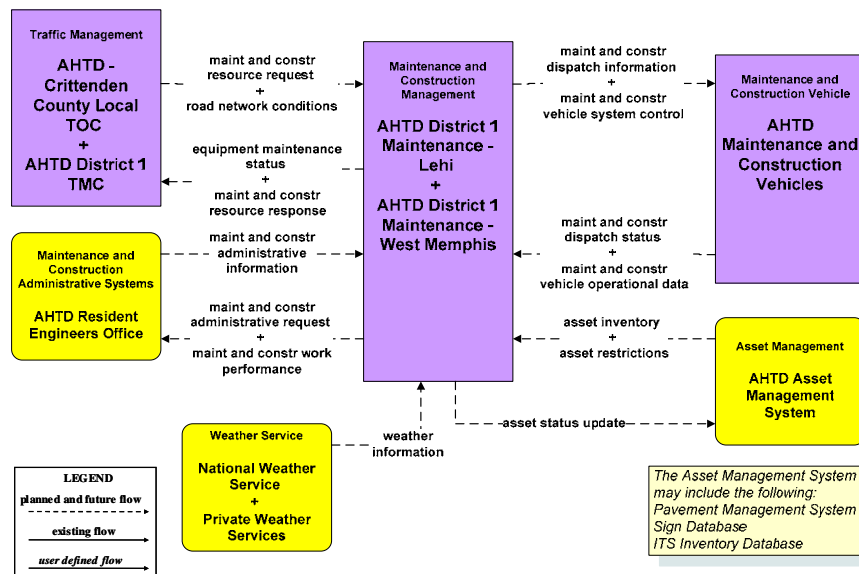 Traffic Management
AHTD -
Crittenden
County Local
TOC
+
AHTD District 1
TMC
maint and constr
resource request
+
road network conditions
equipment maintenance
status
+
maint and constr
resource response
Maintenance and
Construction
Management
AHTD District 1
Maintenance -
Lehi
+
AHTD District 1
Maintenance -
West Memphis
maint and constr
dispatch information
+
maint and constr
vehicle system control
Maintenance and
Construction Vehicle
AHTD
Maintenance and
Construction
Vehicles
maint and constr
dispatch status
+
maint and constr
vehicle operational data
Maintenance and
Construction
Administrative Systems
AHTD Resident
Engineers Office
maint and constr
administrative
information
maint and constr
administrative request
+
maint and constr work
performance
asset inventory
+
asset restrictions
Asset Management
AHTD Asset
Management
System
asset status update
Weather Service
National Weather
Service
+
Private Weather
Services
weather
information
LEGEND
planned and future flow
existing flow
user defined flow
The Asset Management System
may include the following:
Pavement Management System
Sign Database
ITS Inventory Database